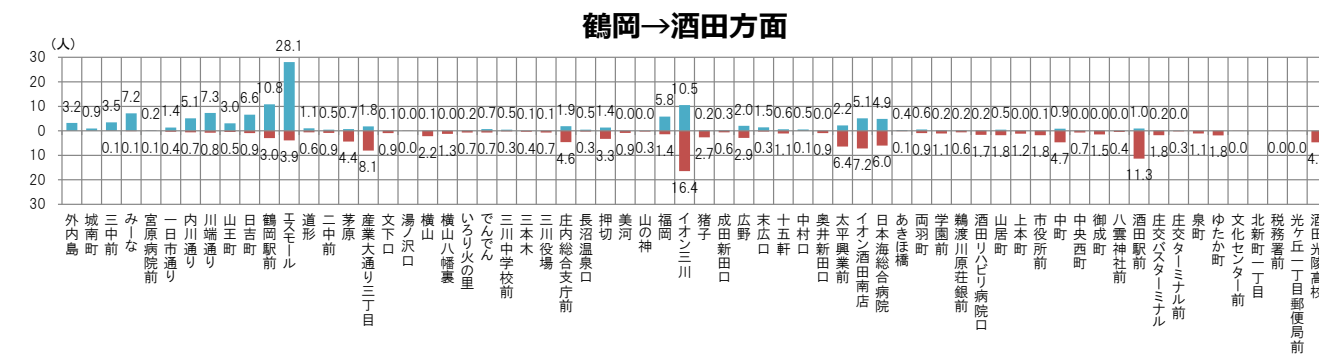 鶴岡→酒田方面
(人)
30
20
10
0
10
20
30
3.2 0.9 3.5 7.2 0.2 1.4 5.1 7.3 3.0 6.6 10.8 28.1 1.1 0.5 0.7 1.8 0.1 0.0 0.1 0.0 0.2 0.7 0.5 0.3 0.1 1.9 0.5 1.4 0.0 0.0 5.8 10.5 0.2 0.3 2.0 1.5 0.6 0.5 0.0 2.2 5.1 4.9 0.4 0.6 0.2 0.2 0.2 0.5 0.0 0.1 0.9 0.0 0.0 0.0 1.0 0.2 0.0
0.1 0.1 0.1 0.4 0.7 0.8 0.5 0.9 3.0 3.9 0.6 0.9 4.4 8.1 0.9 0.0 2.2 1.3 0.7 0.7 0.3 0.4 0.7 4.6 0.3 3.3 0.9 0.3 1.4 16.4 2.7 0.6 2.9 0.3 1.1 0.1 0.9 6.4 7.2 6.0 0.1 0.9 1.1 0.6 1.7 1.8 1.2 1.8 4.7 0.7 1.5 0.4 11.3 1.8 0.3 1.1 1.8 0.0 0.0 0.0
外内島
城南町
三中前
みーな
宮原病院前
一日市通り
内川通り
川端通り
山王町
日吉町
鶴岡駅前
エスモール
道形
二中前
茅原
産業大通り三丁目
文下口
湯ノ沢口
横山
横山八幡裏
いろり火の里
でんでん
三川中学校前
三本木
三川役場
庄内総合支庁前
長沼温泉口
押切
美河
山の神
福岡
イオン三川
猪子
成田新田口
広野
末広口
十五軒
中村口
奥井新田口
太平興業前
イオン酒田南店
日本海総合病院
あきほ橋
両羽町
学園前
鵜渡川原荘銀前
酒田リハビリ病院口
山居町
上本町
市役所前
中町
中央西町
御成町
八雲神社前
酒田駅前
庄交バスターミナル
庄交ターミナル前
泉町
ゆたか町
文化センター前
北新町一丁目
税務署前
光ヶ丘一丁目郵便局前
酒田光陵高校